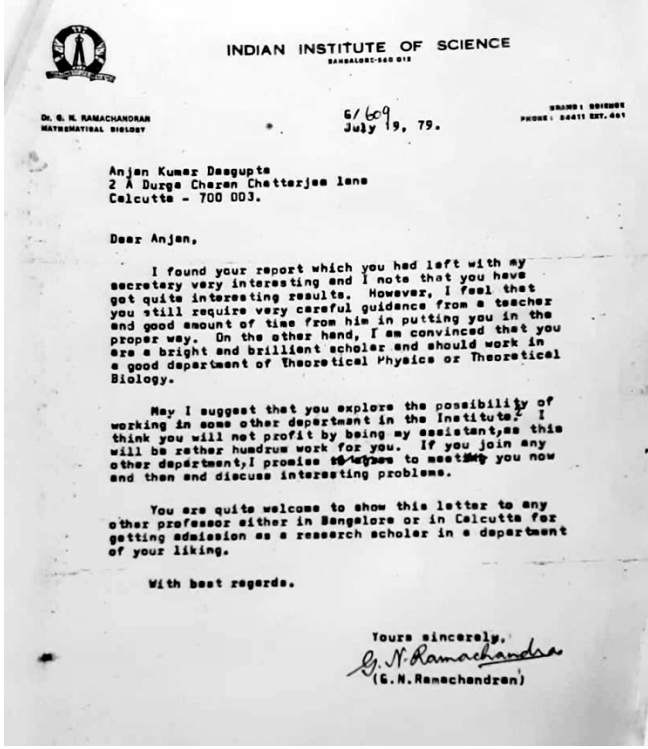 INDIAN INSTITUTE OF SCIENCE
BANGALORE-560 012
Dr. G. N. RAMACHANDRAN
MATHEMATICAL BIOLOGY
G/609
July 19, 79.
GRAMS: SCIENCE
PHONE: 34411 EXT. 461
Anjan Kumar Dasgupta
2 A Durga Charan Chatterjee lane
Calcutta - 700 003.
Dear Anjan,
I found your report which you had left with my
secretary very interesting and I note that you have
got quite interesting results. However, I feel that
you still require very careful guidance from a teacher
and good amount of time from him in putting you in the
proper way. On the other hand, I am convinced that you
are a bright and brilliant scholar and should work in
a good department of Theoretical Physics or Theoretical
Biology.
May I suggest that you explore the possibility of
working in some other department in the Institute? I
think you will not profit by being my assistant,as this
will be rather humdrum work for you. If you join any
other department,I promise to meeting you now
and then and discuss interesting problems.
You are quite welcome to show this letter to any
other professor either in Bangalore or in Calcutta for
getting admission as a research scholar in a department
of your liking.
With best regards.
Yours sincerely,
G. N. Ramachandra
(G.N.Ramachandran)